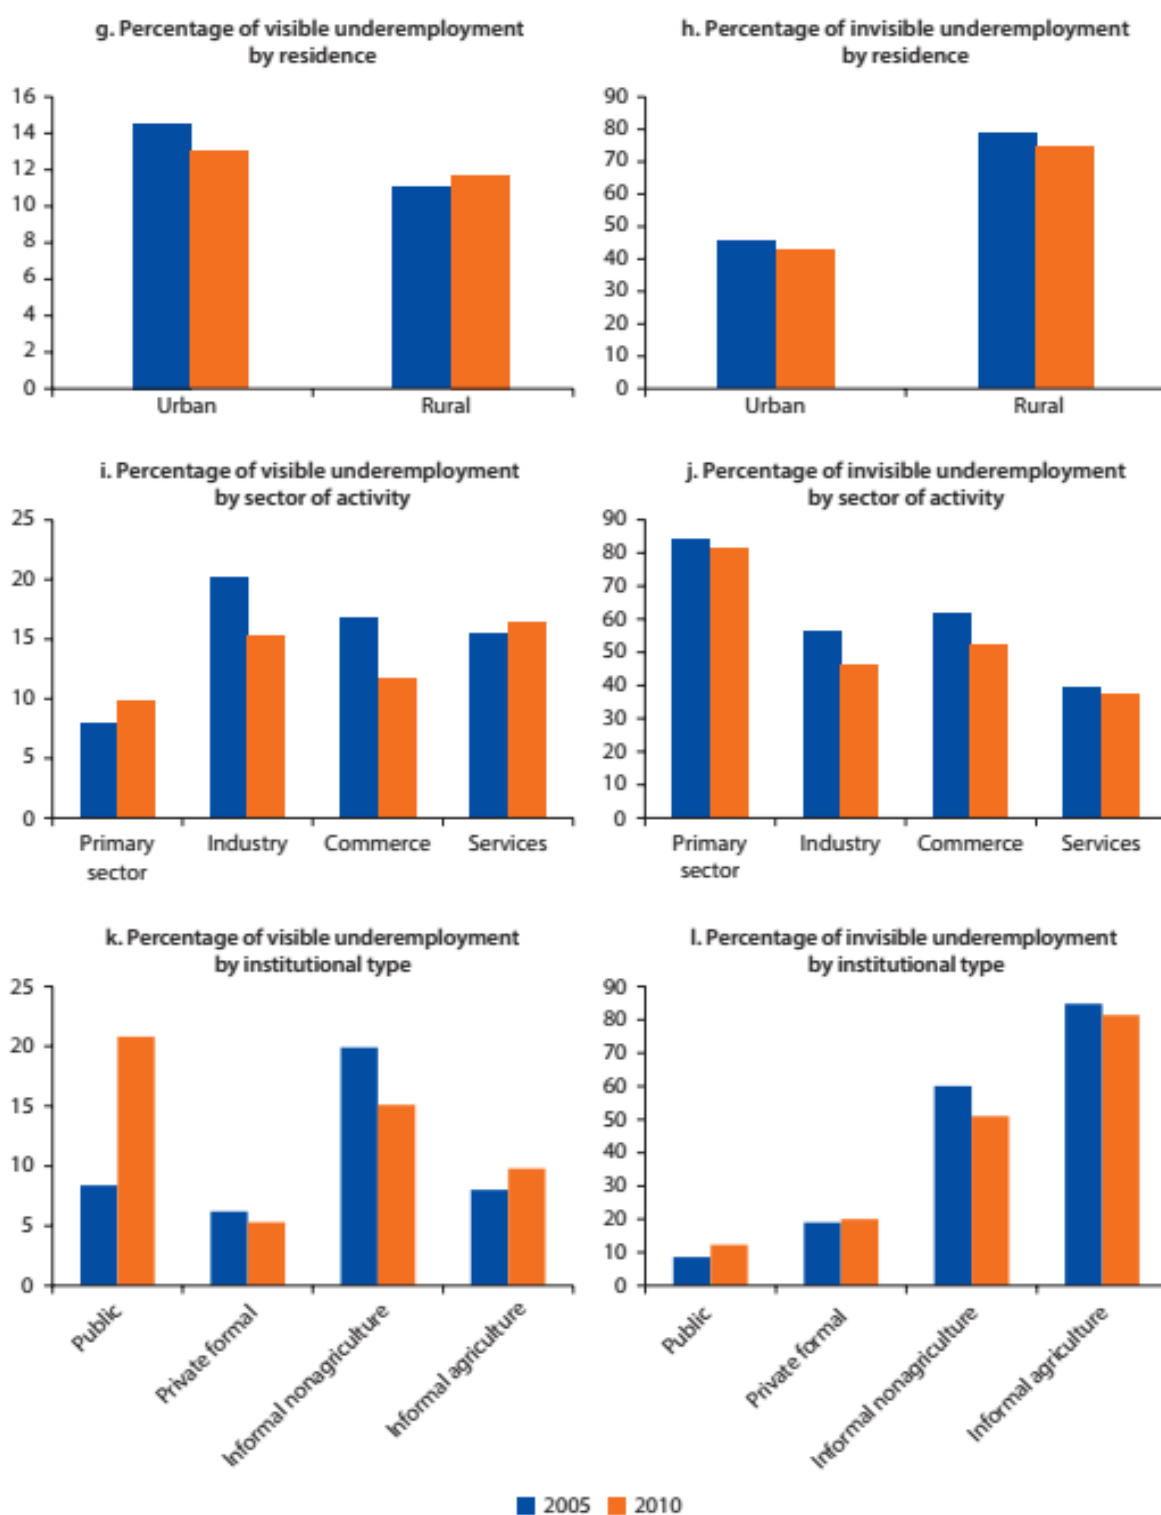 g. Percentage of visible underemployment
by residence
16
14
12
10
8
6
4
2
0
Urban
Rural
h. Percentage of invisible underemployment
by residence
90
80
70
60
50
40
30
20
10
0
Urban
Rural
i. Percentage of visible underemployment
by sector of activity
25
20
15
10
5
0
Primary
sector
Industry
Commerce
Services
j. Percentage of invisible underemployment
by sector of activity
90
80
70
60
50
40
30
20
10
0
Primary
sector
Industry
Commerce
Services
k. Percentage of visible underemployment
by institutional type
25
20
15
10
5
0
Public
Private formal
Informal nonagriculture
Informal agriculture
l. Percentage of invisible underemployment
by institutional type
90
80
70
60
50
40
30
20
10
0
Public
Private formal
Informal nonagriculture
Informal agriculture
2005
2010